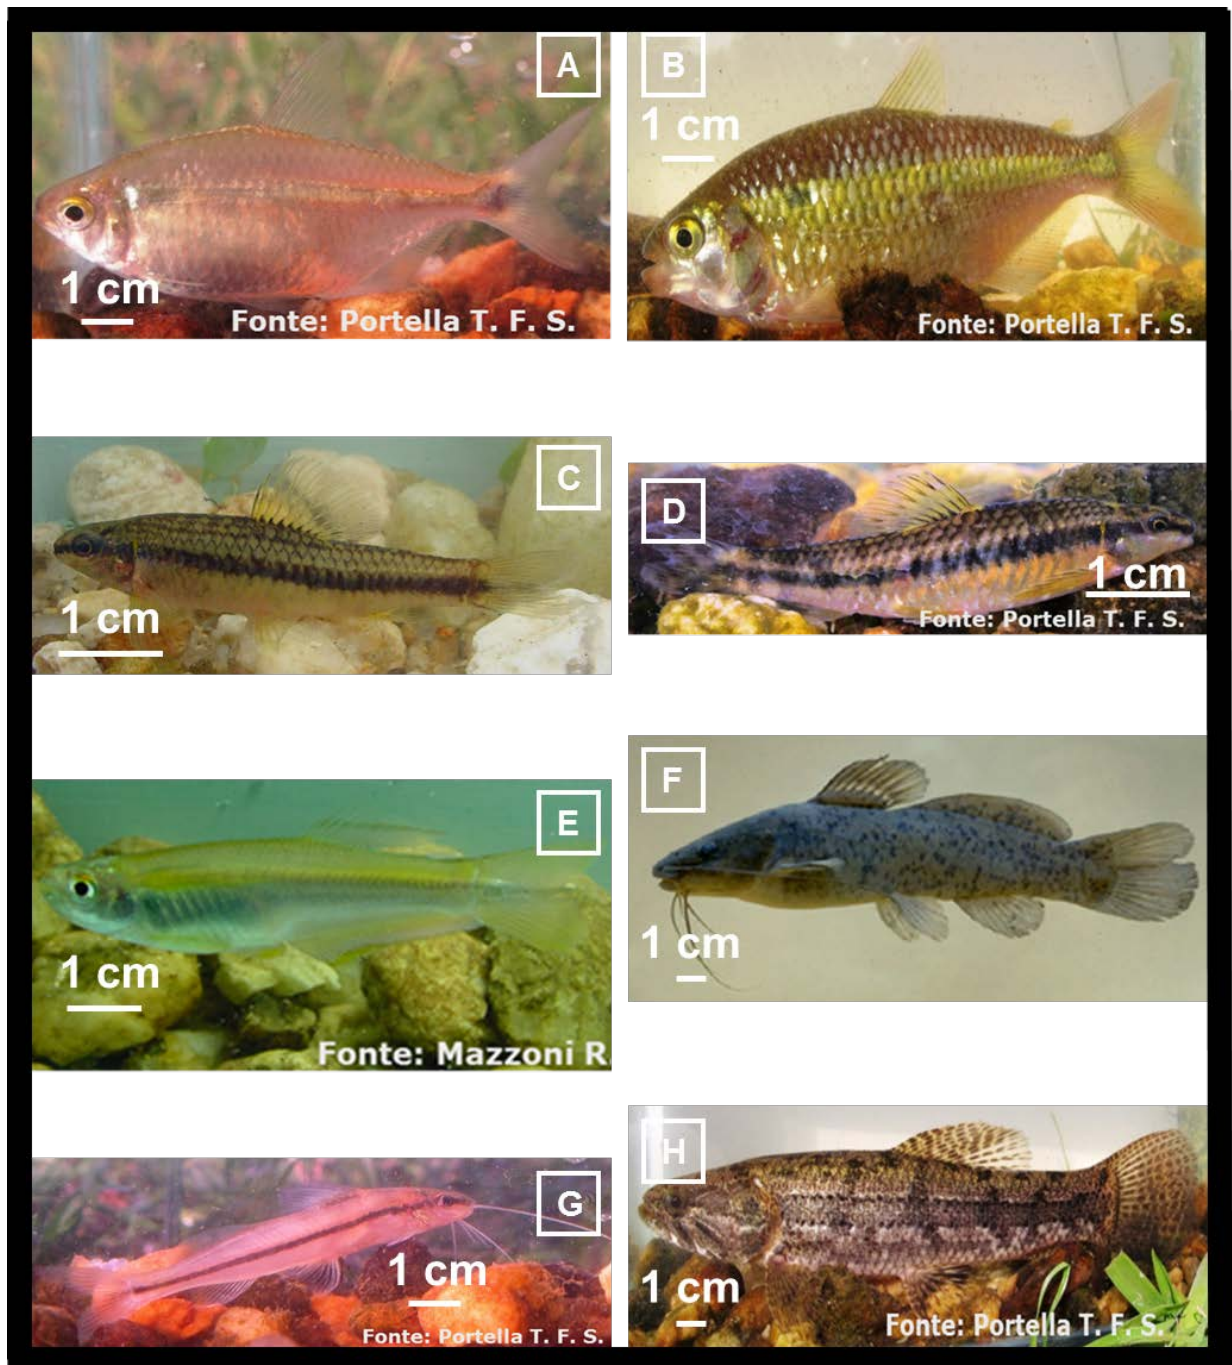 A
1 cm
Fonte: Portella T. F. S.
B
1 cm
Fonte: Portella T. F. S.
C
1 cm
D
1 cm
Fonte: Portella T. F. S.
E
1 cm
Fonte: Mazzoni R.
F
1 cm
G
1 cm
Fonte: Portella T. F. S.
H
1 cm
Fonte: Portella T. F. S.